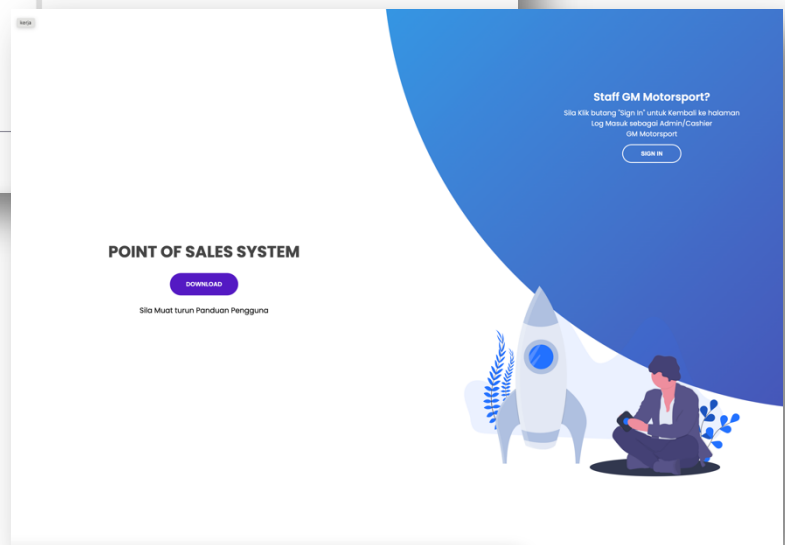 kerja
Staff GM Motorsport?
Sila Klik butang "Sign In" untuk Kembali ke halaman
Log Masuk sebagai Admin/Cashier
GM Motorsport
SIGN IN
POINT OF SALES SYSTEM
DOWNLOAD
Sila Muat turun Panduan Pengguna